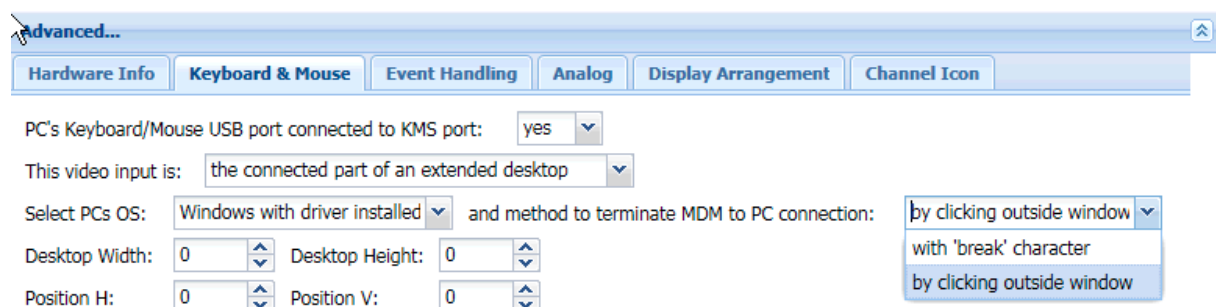 Advanced...
Hardware Info Keyboard & Mouse Event Handling Analog Display Arrangement Channel Icon
PC's Keyboard/Mouse USB port connected to KMS port: yes
This video input is: the connected part of an extended desktop
Select PCs OS: Windows with driver installed and method to terminate MDM to PC connection: by clicking outside window
with 'break' character
Desktop Width: 0 Desktop Height: 0
by clicking outside window
Position H: 0 Position V: 0